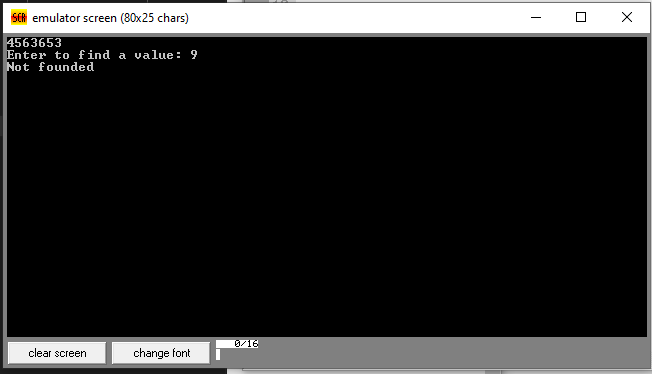 emulator screen (80x25 chars)
4563653
Enter to find a value: 9
Not founded
clear screen
change font
0/16